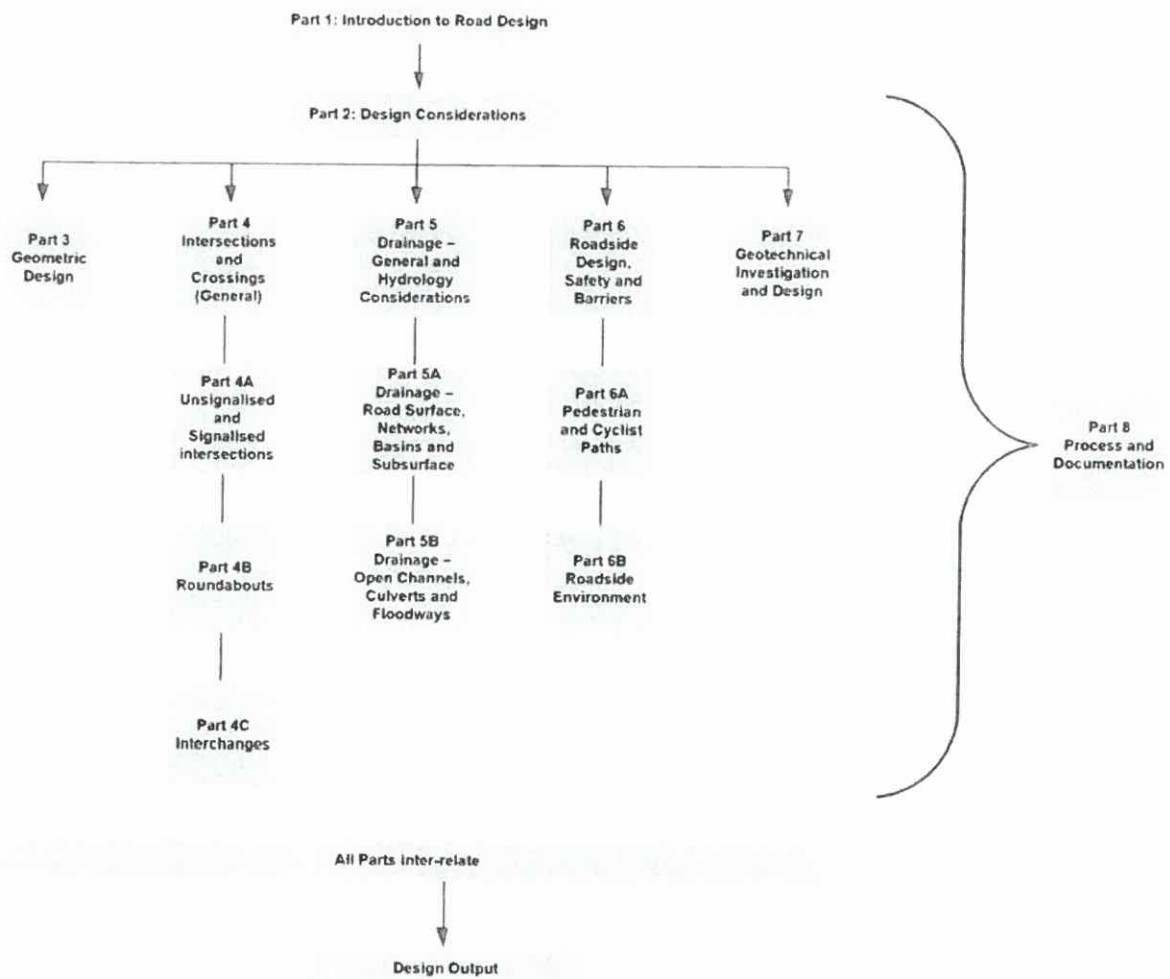 Part 1: Introduction to Road Design
Part 2: Design Considerations
Part 3
Geometric
Design
Part 4
Intersections
and
Crossings
(General)
Part 5
Drainage –
General and
Hydrology
Considerations
Part 6
Roadside
Design,
Safety and
Barriers
Part 7
Geotechnical
Investigation
and Design
Part 4A
Unsignalised
and
Signalised
intersections
Part 5A
Drainage –
Road Surface,
Networks,
Basins and
Subsurface
Part 6A
Pedestrian
and Cyclist
Paths
Part 8
Process and
Documentation
Part 4B
Roundabouts
Part 5B
Drainage –
Open Channels,
Culverts and
Floodways
Part 6B
Roadside
Environment
Part 4C
Interchanges
All Parts inter-relate
Design Output